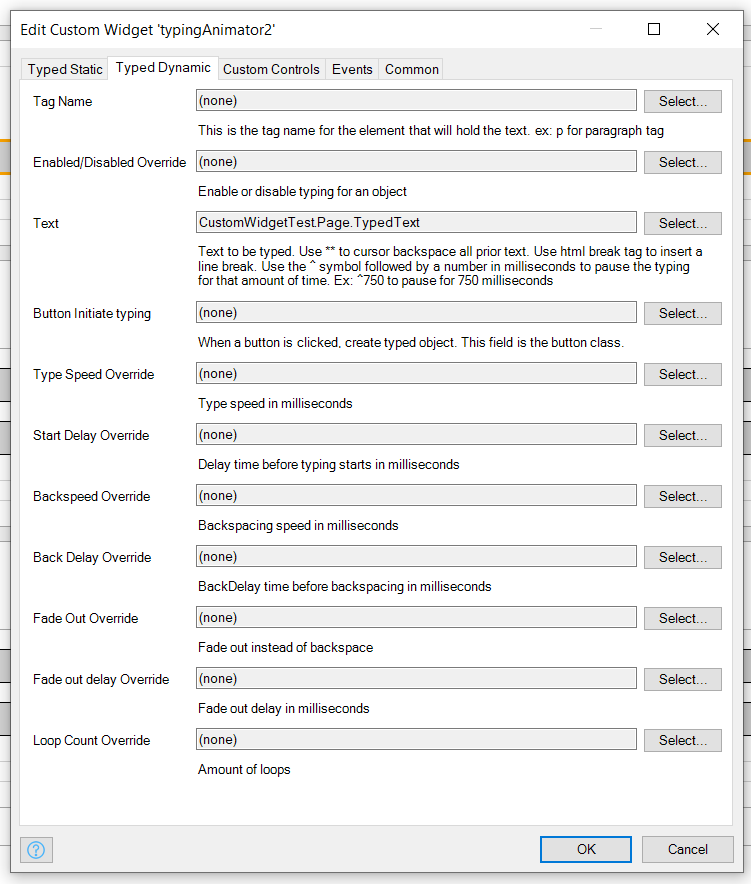 Edit Custom Widget 'typingAnimator2'
Typed Static Typed Dynamic Custom Controls Events Common
Tag Name (none) Select...
This is the tag name for the element that will hold the text. ex: p for paragraph tag
Enabled/Disabled Override (none) Select...
Enable or disable typing for an object
Text CustomWidgetTest.Page.TypedText Select...
Text to be typed. Use ** to cursor backspace all prior text. Use html break tag to insert a
line break. Use the ^ symbol followed by a number in milliseconds to pause the typing
for that amount of time. Ex: ^750 to pause for 750 milliseconds
Button Initiate typing (none) Select...
When a button is clicked, create typed object. This field is the button class.
Type Speed Override (none) Select...
Type speed in milliseconds
Start Delay Override (none) Select...
Delay time before typing starts in milliseconds
Backspeed Override (none) Select...
Backspacing speed in milliseconds
Back Delay Override (none) Select...
BackDelay time before backspacing in milliseconds
Fade Out Override (none) Select...
Fade out instead of backspace
Fade out delay Override (none) Select...
Fade out delay in milliseconds
Loop Count Override (none) Select...
Amount of loops
? OK Cancel